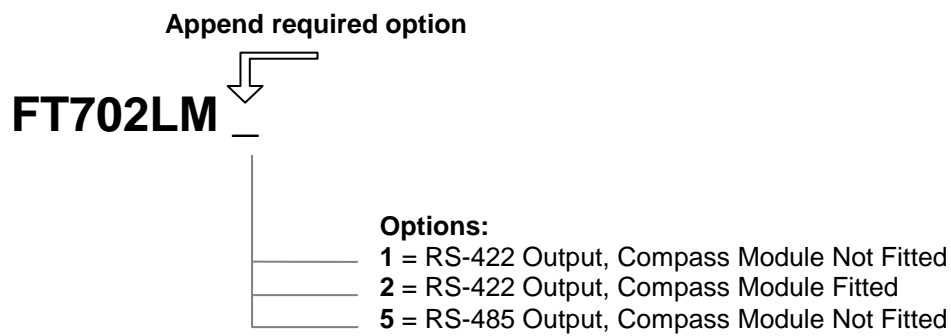 Append required option
FT702LM _
Options:
1 = RS-422 Output, Compass Module Not Fitted
2 = RS-422 Output, Compass Module Fitted
5 = RS-485 Output, Compass Module Not Fitted